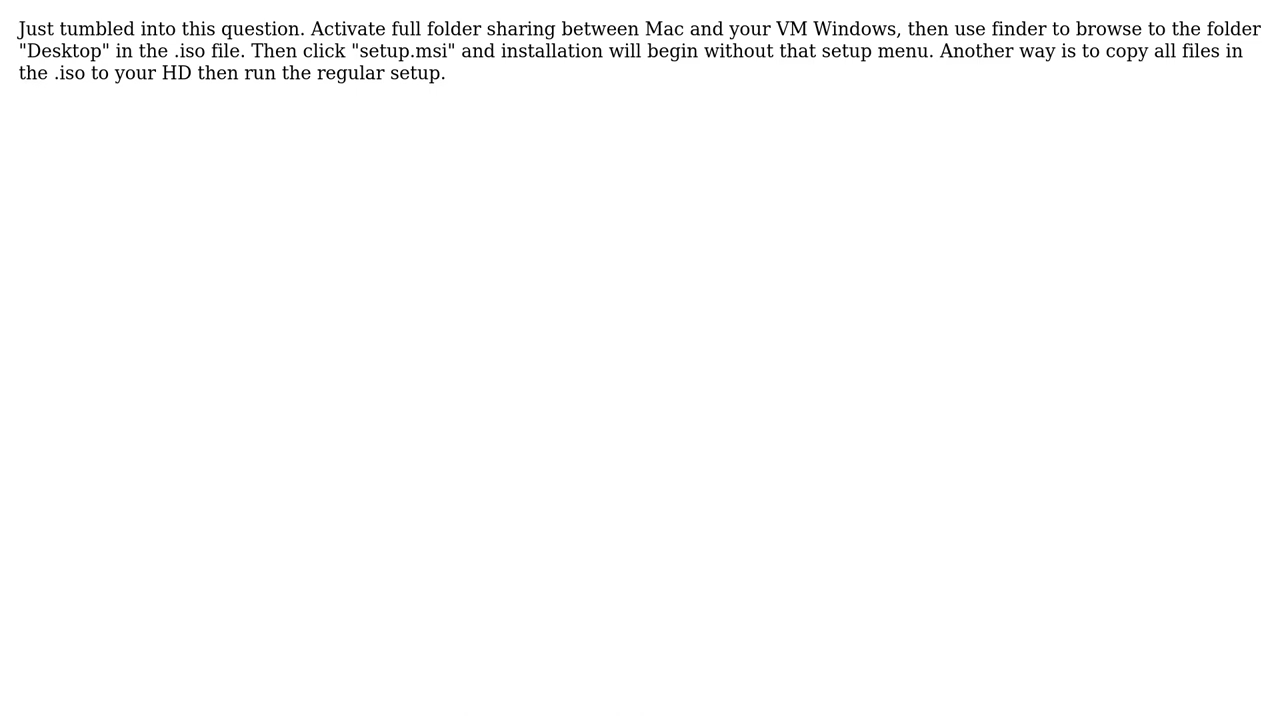 Just tumbled into this question. Activate full folder sharing between Mac and your VM Windows, then use finder to browse to the folder
"Desktop" in the .iso file. Then click "setup.msi" and installation will begin without that setup menu. Another way is to copy all files in
the .iso to your HD then run the regular setup.